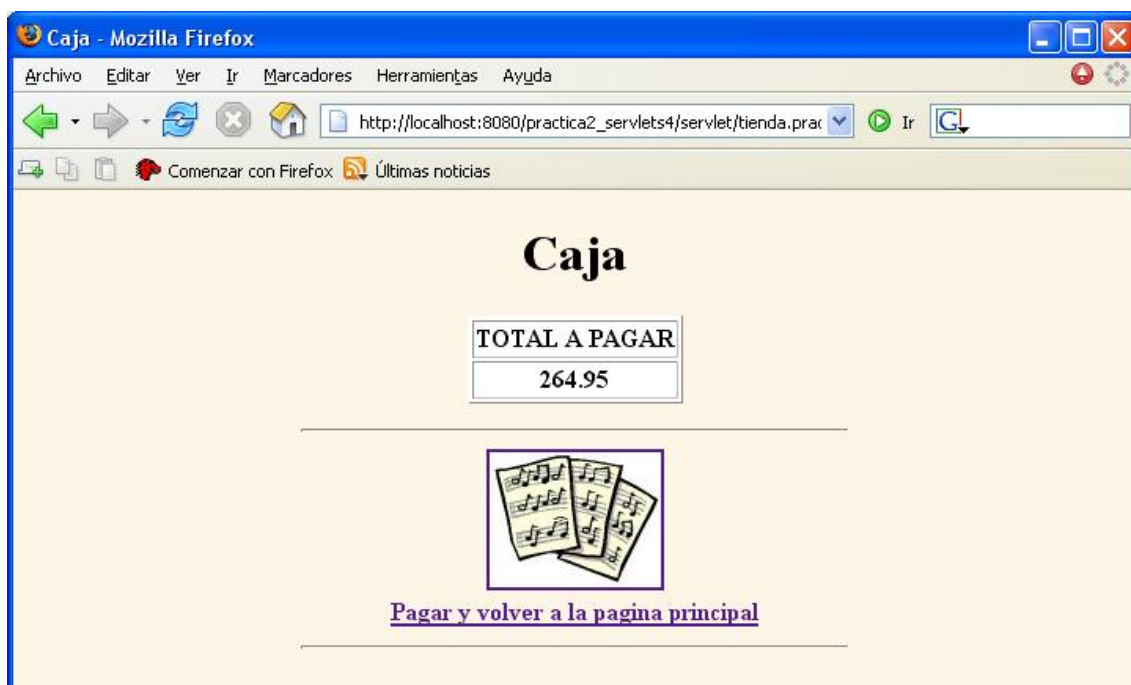 Caja - Mozilla Firefox
Archivo Editar Ver Ir Marcadores Herramientas Ayuda
http://localhost:8080/practica2_servlets4/servlet/tienda.prac Ir G
Comenzar con Firefox Últimas noticias
Caja
TOTAL A PAGAR
264.95
Pagar y volver a la pagina principal